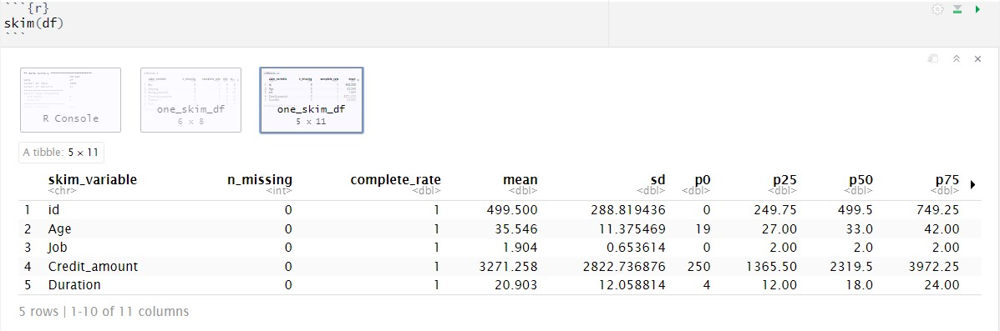 ```{r}
skim(df)
```
R Console
one_skim_df
6 x 8
one_skim_df
5 x 11
A tibble: 5 × 11
skim_variable n_missing complete_rate mean sd p0 p25 p50 p75
<chr> <int> <dbl> <dbl> <dbl> <dbl> <dbl> <dbl> <dbl>
1 id 0 1 499.500 288.819436 0 249.75 499.5 749.25
2 Age 0 1 35.546 11.375469 19 27.00 33.0 42.00
3 Job 0 1 1.904 0.653614 0 2.00 2.0 2.00
4 Credit_amount 0 1 3271.258 2822.736876 250 1365.50 2319.5 3972.25
5 Duration 0 1 20.903 12.058814 4 12.00 18.0 24.00
5 rows | 1-10 of 11 columns